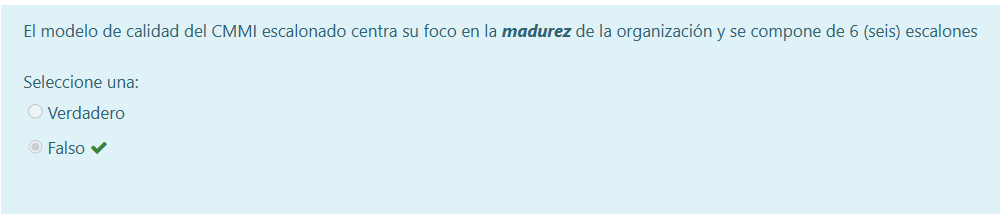 El modelo de calidad del CMMI escalonado centra su foco en la madurez de la organización y se compone de 6 (seis) escalones
Seleccione una:
Verdadero
Falso